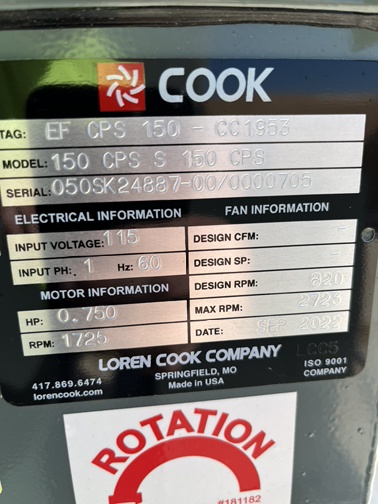 COOK
TAG: EF CPS 150 - CC1953
MODEL: 150 CPS S 150 CPS
SERIAL: 050SK24887-00/0000705
ELECTRICAL INFORMATION
INPUT VOLTAGE: 115
INPUT PH: 1 Hz: 60
MOTOR INFORMATION
HP: 0.750
RPM: 1725
FAN INFORMATION
DESIGN CFM: -
DESIGN SP: -
DESIGN RPM: 820
MAX RPM: 2723
DATE: SEP 2022
LOREN COOK COMPANY
SPRINGFIELD, MO
Made in USA
417.869.6474
lorencook.com
ISO 9001
COMPANY
ROTATION
#181182